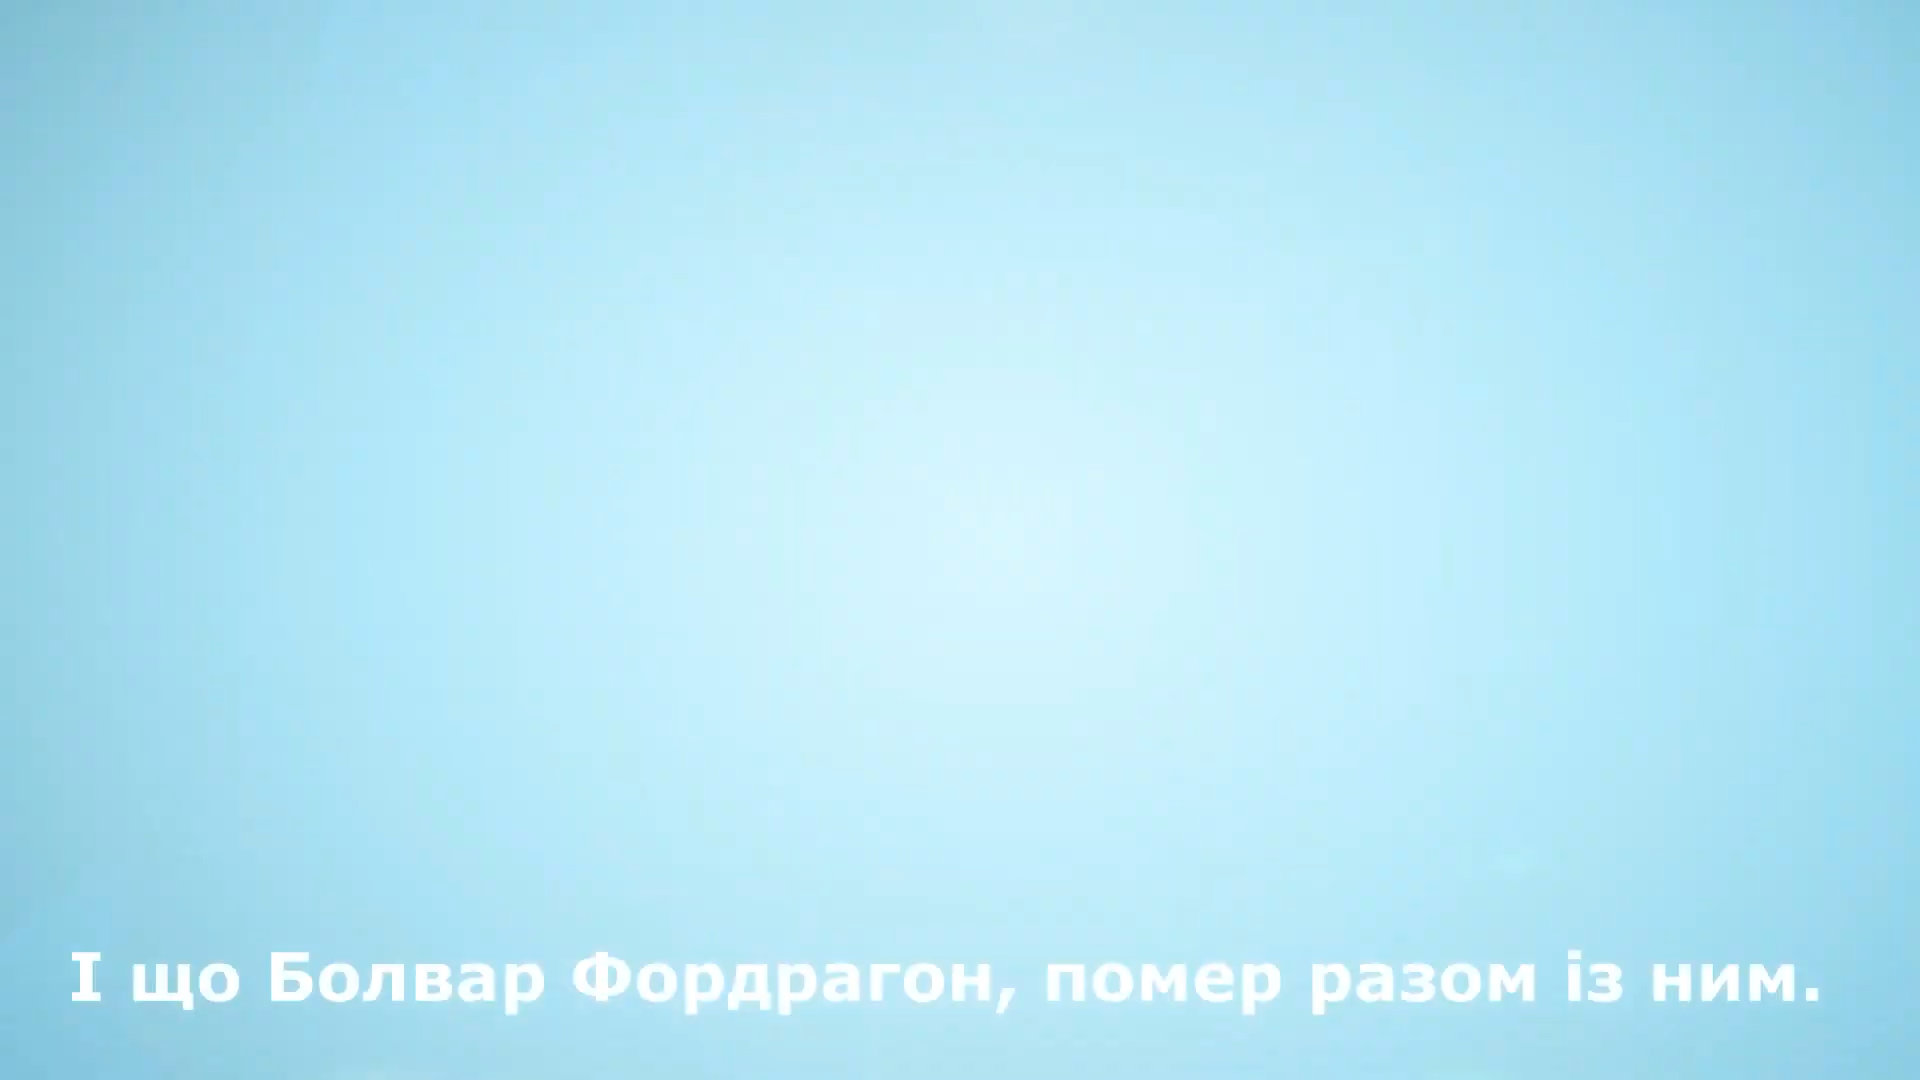 І що Болвар Фордрагон, помер разом із ним.